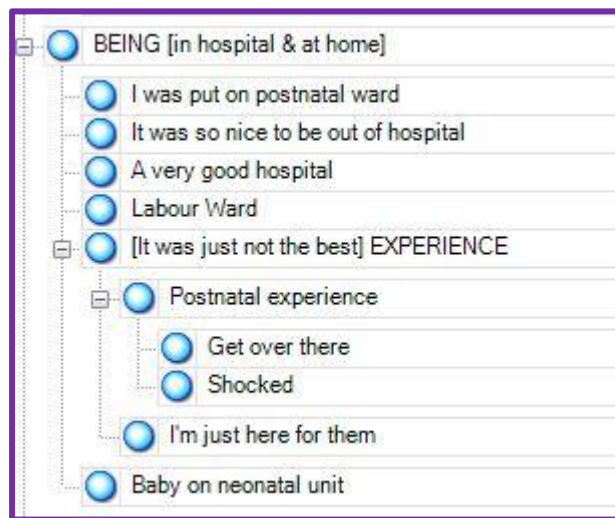 BEING [in hospital & at home]
I was put on postnatal ward
It was so nice to be out of hospital
A very good hospital
Labour Ward
[It was just not the best] EXPERIENCE
Postnatal experience
Get over there
Shocked
I'm just here for them
Baby on neonatal unit